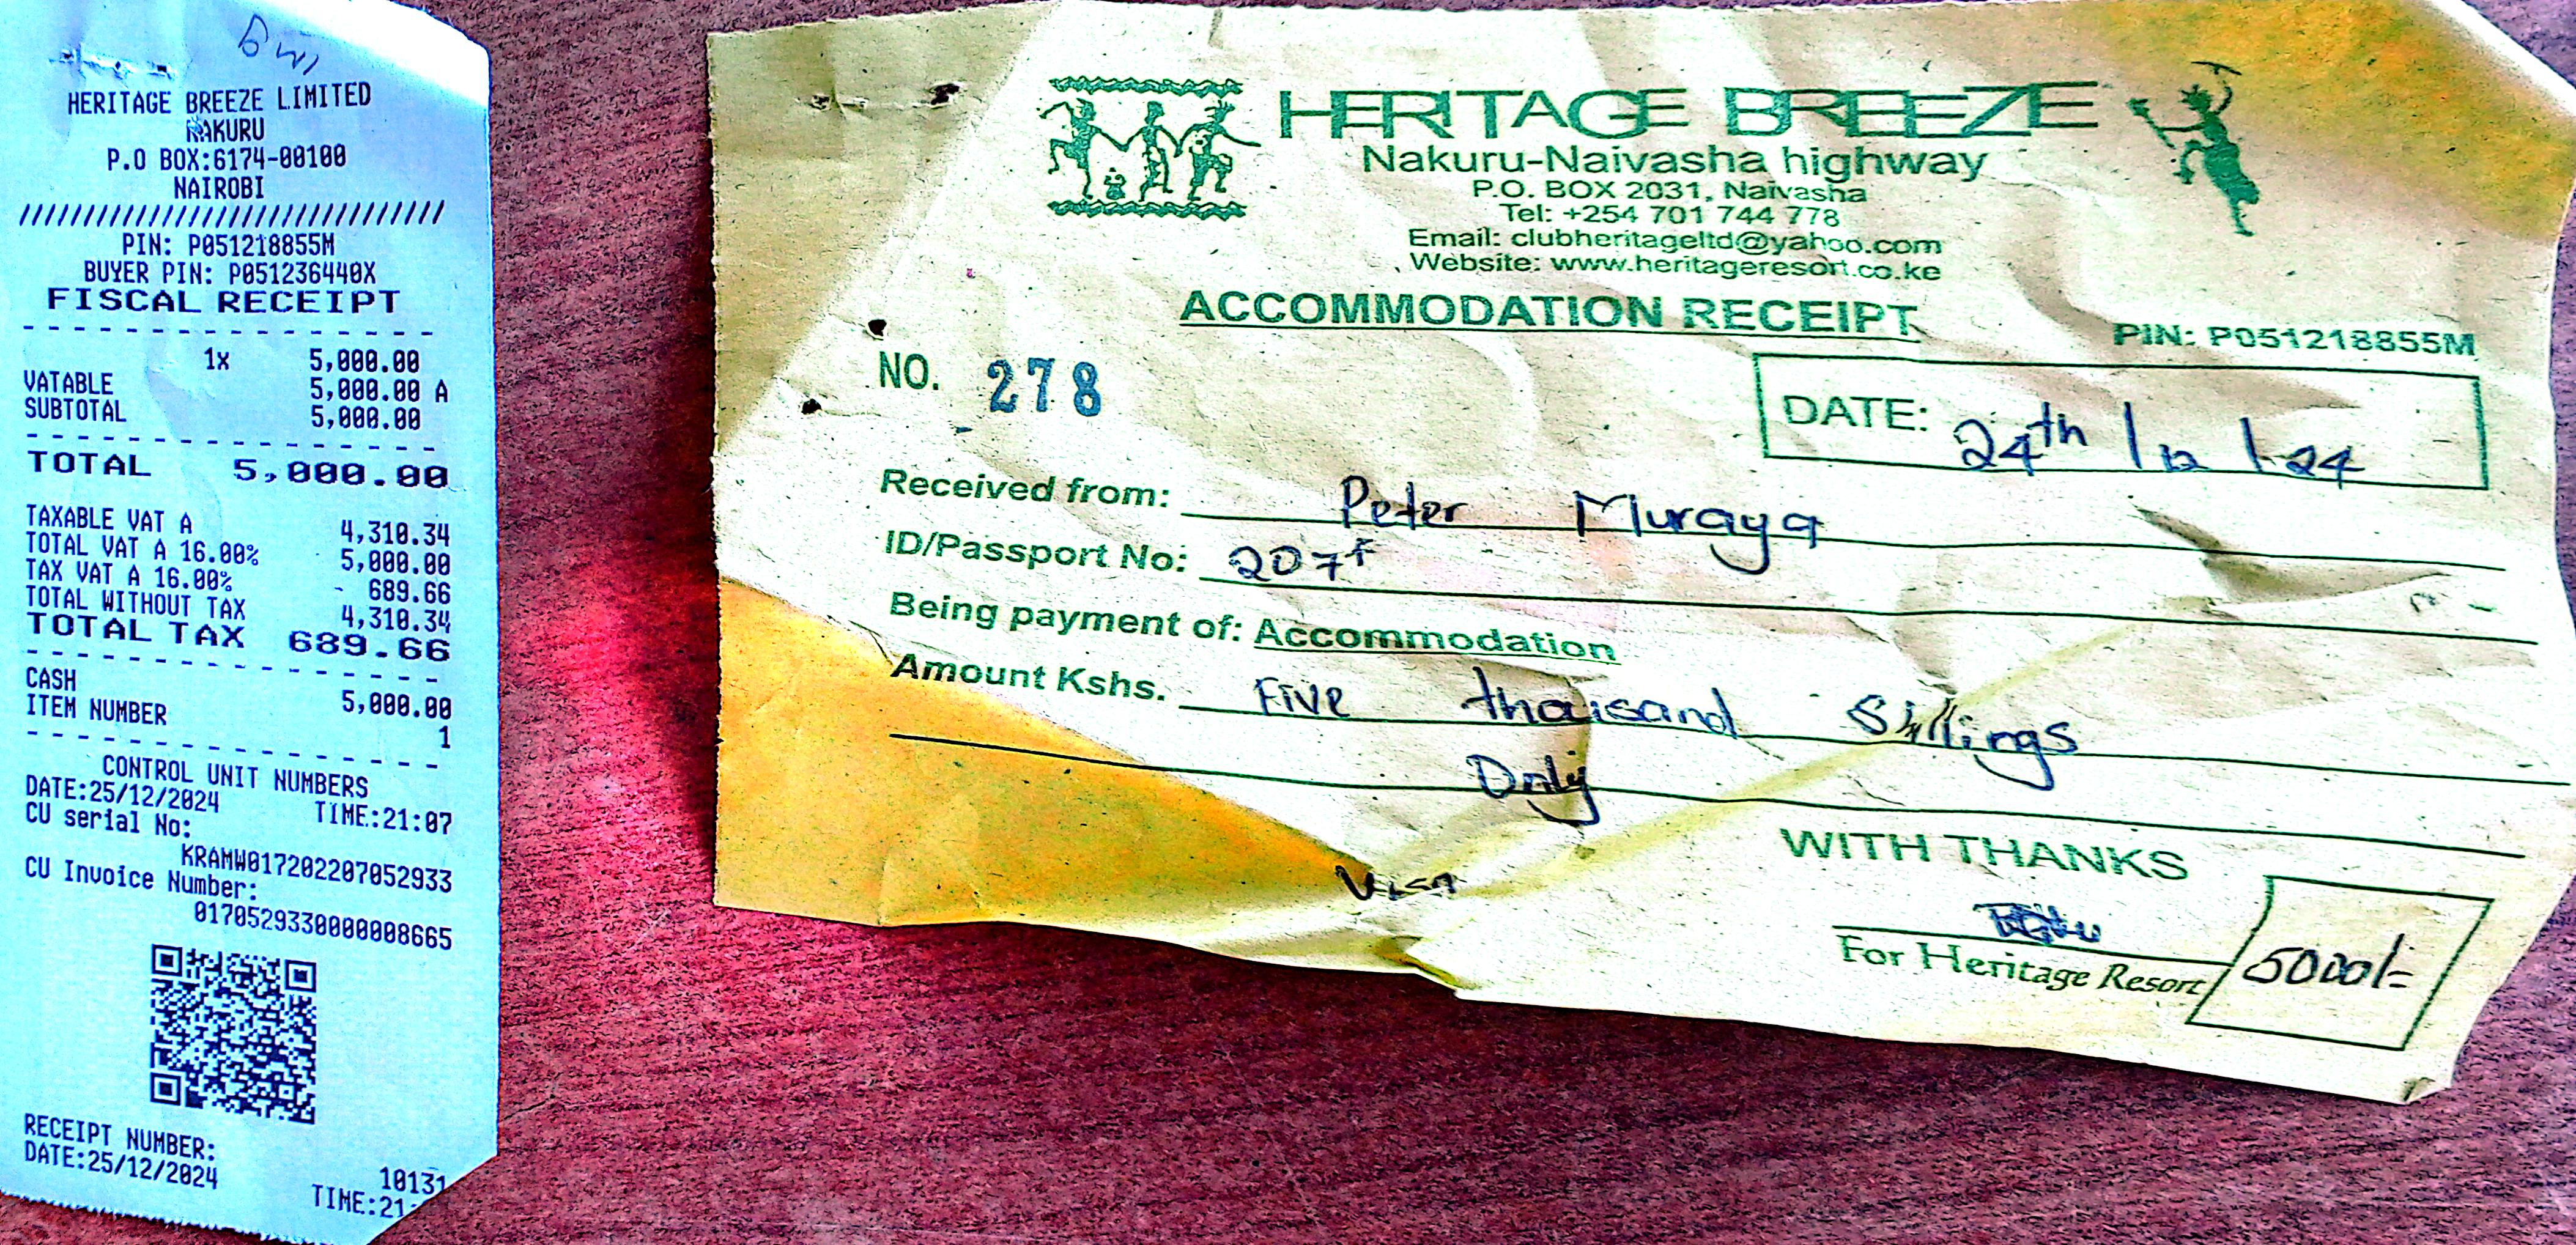 HERITAGE BREEZE LIMITED
NAKURU
P.O BOX:6174-00100
NAIROBI
////////////////////////////////////
PIN: P051218855M
BUYER PIN: P051236440X
FISCAL RECEIPT
1x 5,000.00
VATABLE 5,000.00 A
SUBTOTAL 5,000.00
TOTAL 5,000.00
TAXABLE VAT A 4,310.34
TOTAL VAT A 16.00% 5,000.00
TAX VAT A 16.00% 689.66
TOTAL WITHOUT TAX 4,310.34
TOTAL TAX 689.66
CASH 5,000.00
ITEM NUMBER 1
CONTROL UNIT NUMBERS
DATE:25/12/2024 TIME:21:07
CU serial No:
KRAMW017202207052933
CU Invoice Number:
0170529330000008665
RECEIPT NUMBER: 10131
DATE:25/12/2024 TIME:21
HERITAGE BREEZE
Nakuru-Naivasha highway
P.O. BOX 2031, Naivasha
Tel: +254 701 744 778
Email: clubheritageltd@yahoo.com
Website: www.heritageresort.co.ke
ACCOMMODATION RECEIPT
PIN: P051218855M
NO. 278
DATE: 24th/12/24
Received from: Peter Muraya
ID/Passport No:
Being payment of: Accommodation
Amount Kshs. Five thousand Shillings
Only
WITH THANKS
For Heritage Resort
5000/=